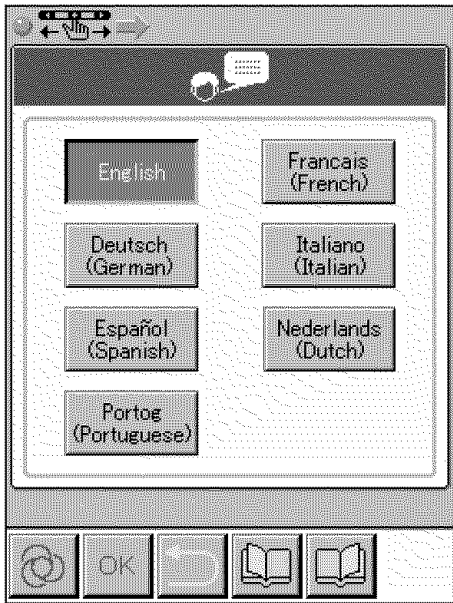 English
Francais
(French)
Deutsch
(German)
Italiano
(Italian)
Español
(Spanish)
Nederlands
(Dutch)
Portog
(Portuguese)
OK